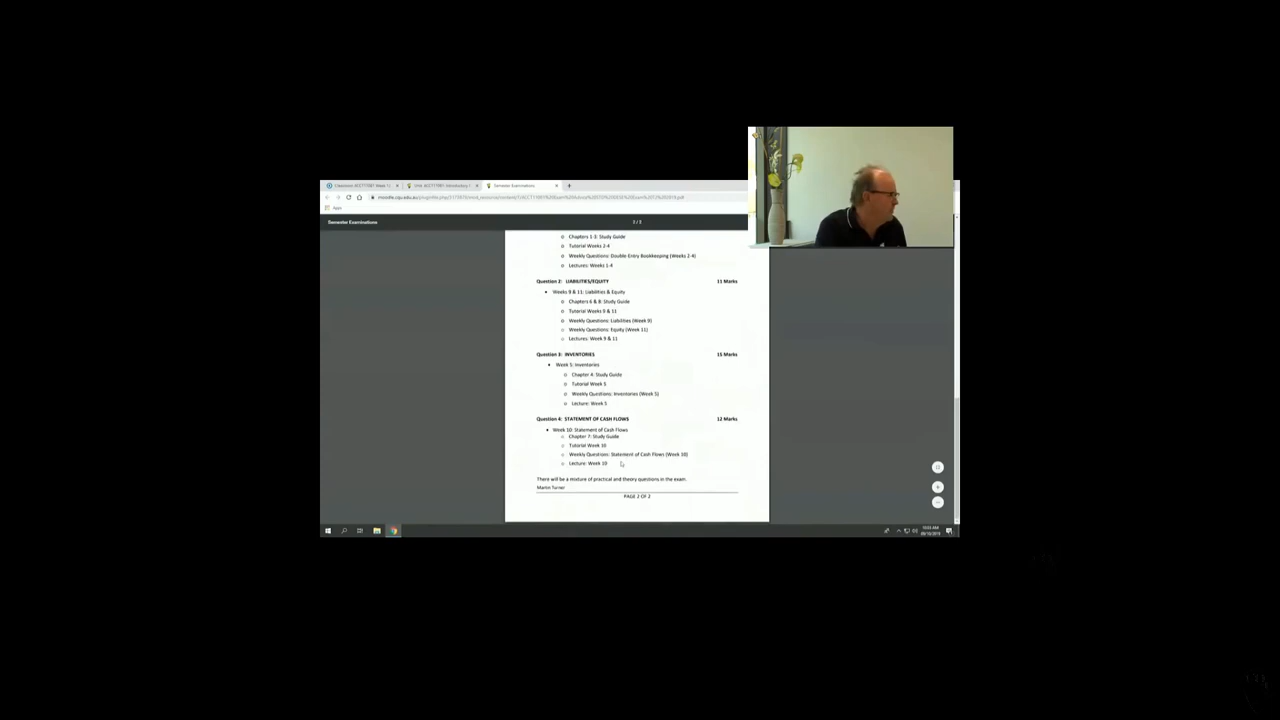 Semester Examinations
Apps
Semester Examinations
2 / 2
Chapters 1-3: Study Guide
Tutorial Weeks 2-4
Weekly Questions: Double-Entry Bookkeeping (Weeks 2-4)
Lectures: Weeks 1-4
Question 2: LIABILITIES/EQUITY 11 Marks
Weeks 9 & 11: Liabilities & Equity
Chapters 6 & 8: Study Guide
Tutorial Weeks 9 & 11
Weekly Questions: Liabilities (Week 9)
Weekly Questions: Equity (Week 11)
Lectures: Week 9 & 11
Question 3: INVENTORIES 15 Marks
Week 5: Inventories
Chapter 4: Study Guide
Tutorial Week 5
Weekly Questions: Inventories (Week 5)
Lecture: Week 5
Question 4: STATEMENT OF CASH FLOWS 12 Marks
Week 10: Statement of Cash Flows
Chapter 7: Study Guide
Tutorial Week 10
Weekly Questions: Statement of Cash Flows (Week 10)
Lecture: Week 10
There will be a mixture of practical and theory questions in the exam.
Martin Turner
PAGE 2 OF 2